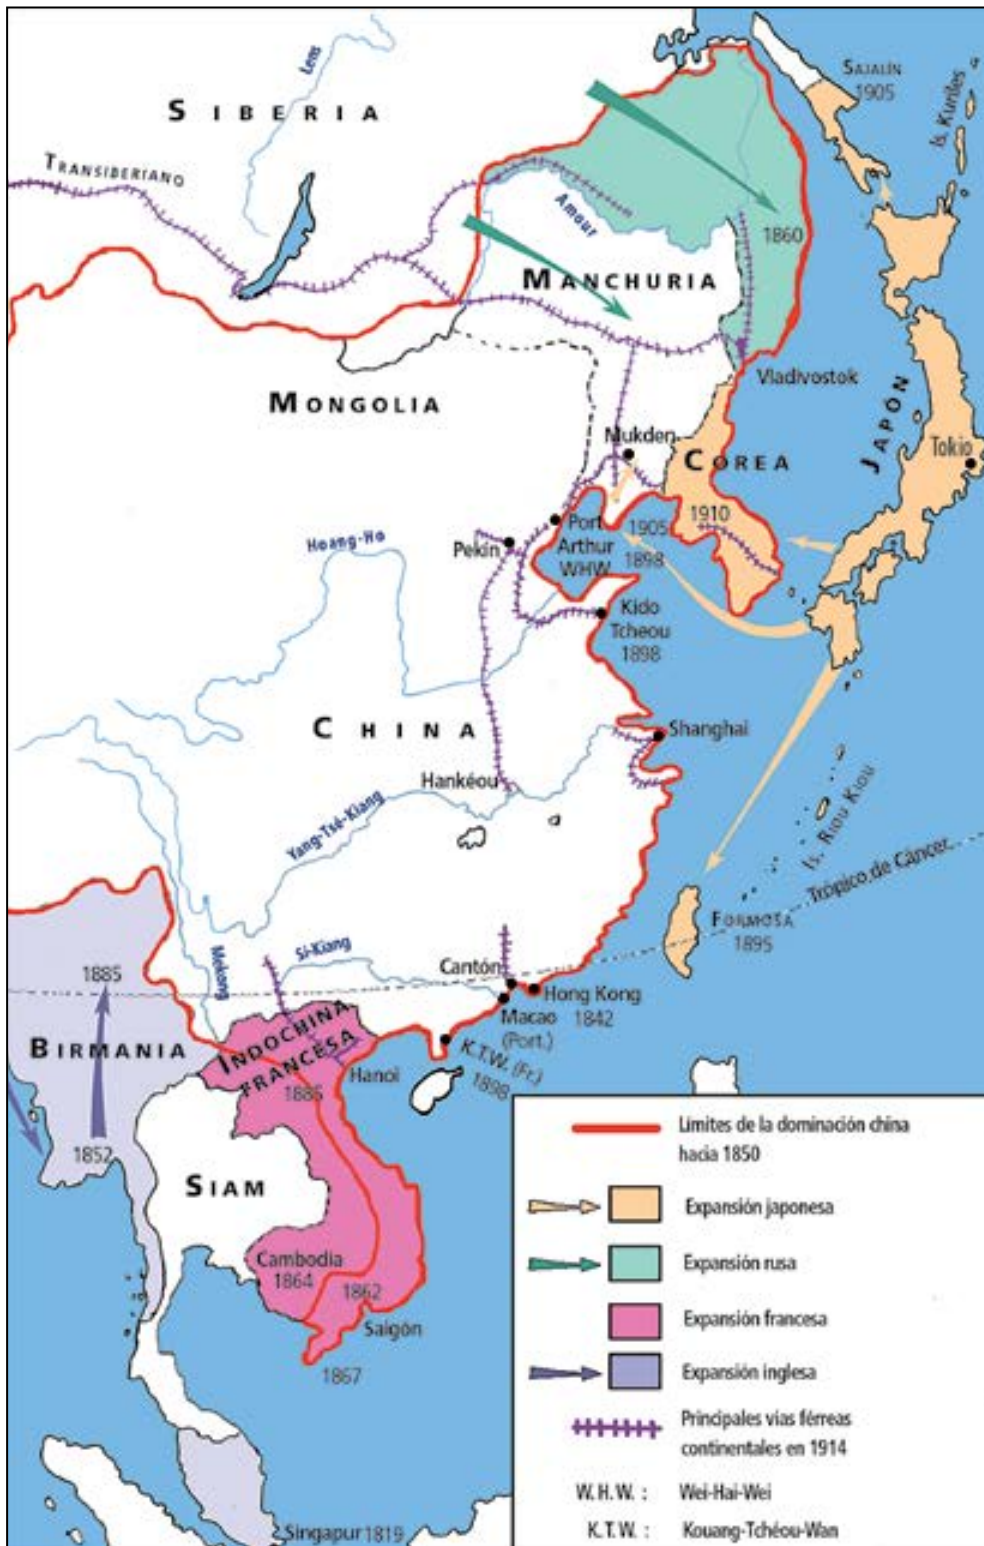 Lens
SAJALÍN
1905
Is. Kuriles
SIBERIA
TRANSIBERIANO
Amour
1860
MANCHURIA
Vladivostok
MONGOLIA
JAPÓN
Mukden
COREA
Tokio
1910
Port
Arthur
WHW
1905
1898
Hoang-Ho
Pekin
Kido
Tcheou
1898
CHINA
Shanghai
Hankéou
Yang-Tsé-Kiang
Is. Riou Kiou
Trópico de Cáncer
FORMOSA
1895
Mekong
Si-Kiang
Cantón
1885
Hong Kong
1842
Macao
(Port.)
BIRMANIA
INDOCHINA
FRANCESA
Hanoi
K.T.W. (Fr.)
1898
1885
1852
SIAM
Cambodia
1864
1862
Saigón
1867
Singapur 1819
Límites de la dominación china
hacia 1850
Expansión japonesa
Expansión rusa
Expansión francesa
Expansión inglesa
Principales vias férreas
continentales en 1914
W.H.W. : Wei-Hai-Wei
K.T.W. : Kouang-Tchéou-Wan